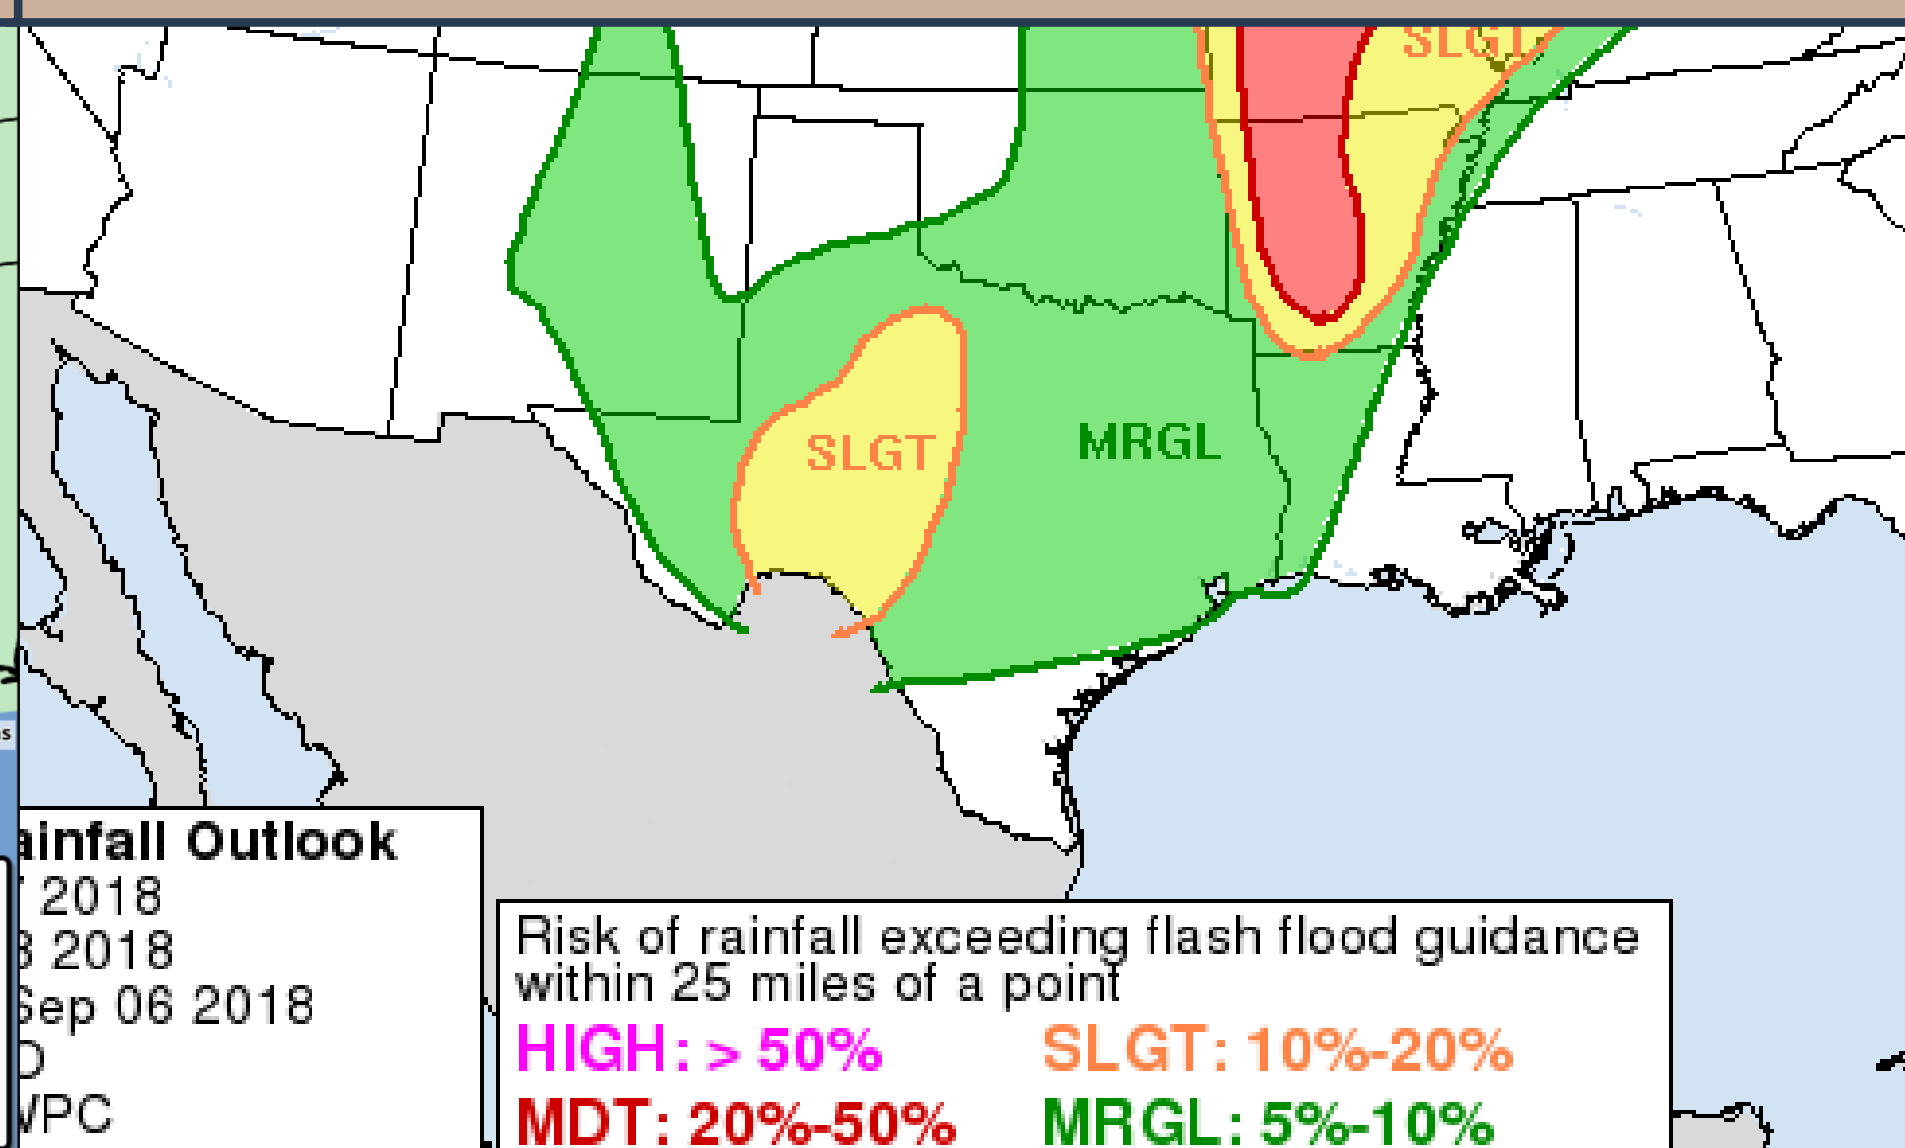 SLGT
SLGT
MRGL
ainfall Outlook
2018
2018
Sep 06 2018
WPC
Risk of rainfall exceeding flash flood guidance
within 25 miles of a point
HIGH: > 50% SLGT: 10%-20%
MDT: 20%-50% MRGL: 5%-10%